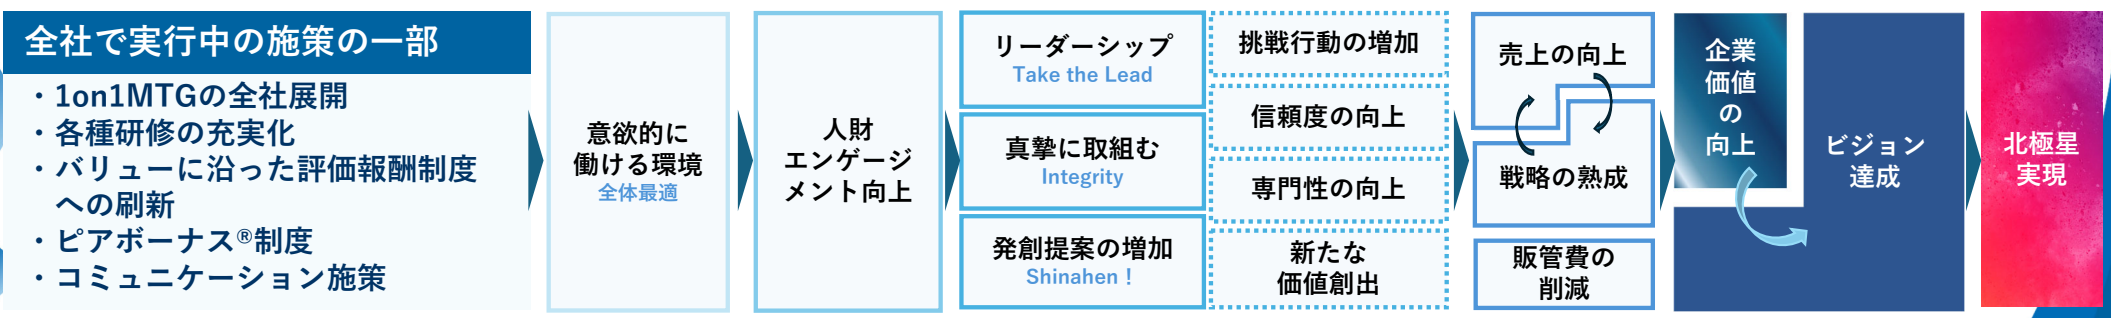 全社で実行中の施策の一部
・1on1MTGの全社展開
・各種研修の充実化
・バリューに沿った評価報酬制度
への刷新
・ピアボーナス®制度
・コミュニケーション施策
意欲的に
働ける環境
全体最適
人財
エンゲージ
メント向上
リーダーシップ
Take the Lead
真摯に取組む
Integrity
発創提案の増加
Shinahen！
挑戦行動の増加
信頼度の向上
専門性の向上
新たな
価値創出
売上の向上
戦略の熟成
販管費の
削減
企業
価値
の
向上
ビジョン
達成
北極星
実現